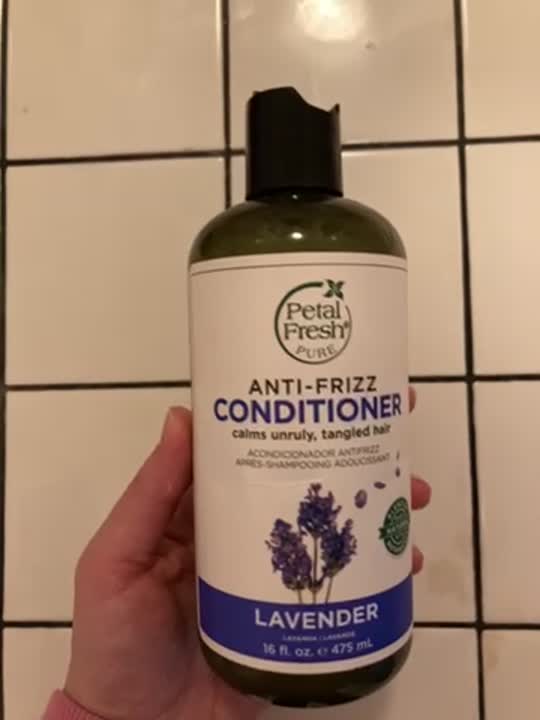 Petal
Fresh®
PURE
ANTI-FRIZZ
CONDITIONER
calms unruly, tangled hair
ACONDICIONADOR ANTIFRIZZ
APRÈS-SHAMPOOING ADOUCISSANT
LAVENDER
LAVANDA / LAVANDE
16 fl. oz. ℮ 475 mL